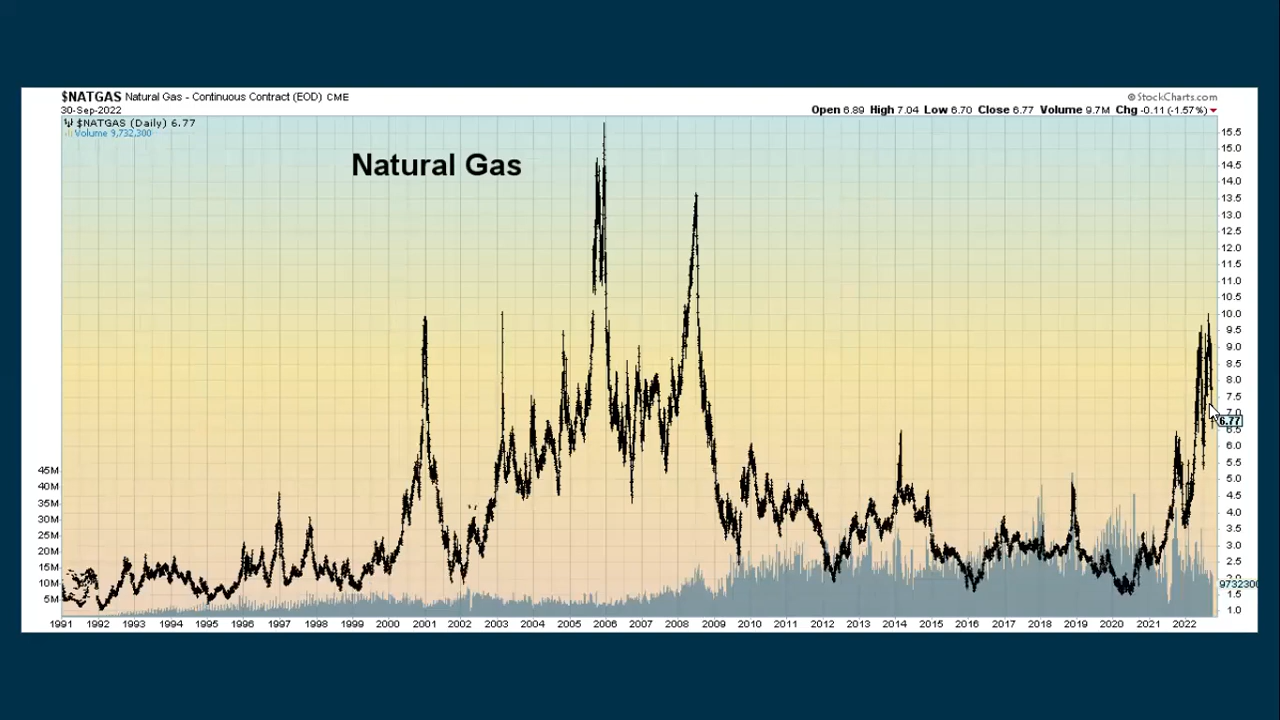 $NATGAS Natural Gas - Continuous Contract (EOD) CME
© StockCharts.com
30-Sep-2022
Open 6.89 High 7.04 Low 6.70 Close 6.77 Volume 9.7M Chg -0.11 (-1.57%)
$NATGAS (Daily) 6.77
Volume 9,732,300
Natural Gas
15.5
15.0
14.5
14.0
13.5
13.0
12.5
12.0
11.5
11.0
10.5
10.0
9.5
9.0
8.5
8.0
7.5
7.0
6.77
6.5
6.0
5.5
5.0
4.5
4.0
3.5
3.0
2.5
2.0
9732300
1.5
1.0
45M
40M
35M
30M
25M
20M
15M
10M
5M
1991 1992 1993 1994 1995 1996 1997 1998 1999 2000 2001 2002 2003 2004 2005 2006 2007 2008 2009 2010 2011 2012 2013 2014 2015 2016 2017 2018 2019 2020 2021 2022